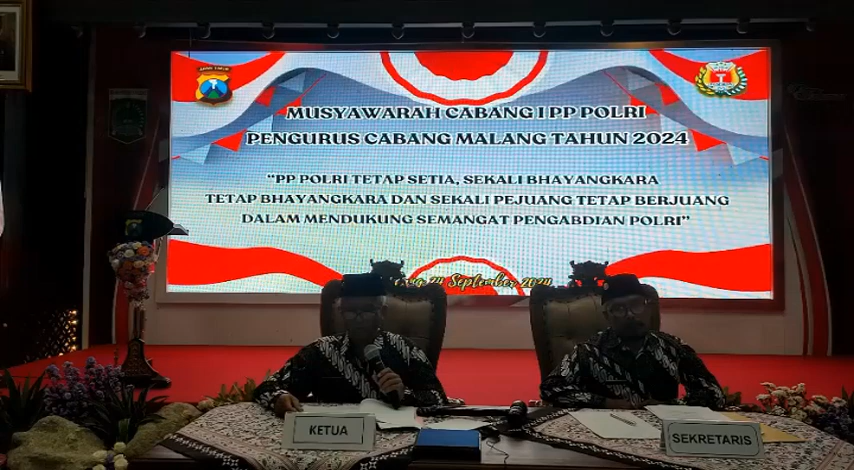 MUSYAWARAH CABANG I PP POLRI
PENGURUS CABANG MALANG TAHUN 2024
"PP POLRI TETAP SETIA, SEKALI BHAYANGKARA
TETAP BHAYANGKARA DAN SEKALI PEJUANG TETAP BERJUANG
DALAM MENDUKUNG SEMANGAT PENGABDIAN POLRI"
24 September 2024
KETUA
SEKRETARIS